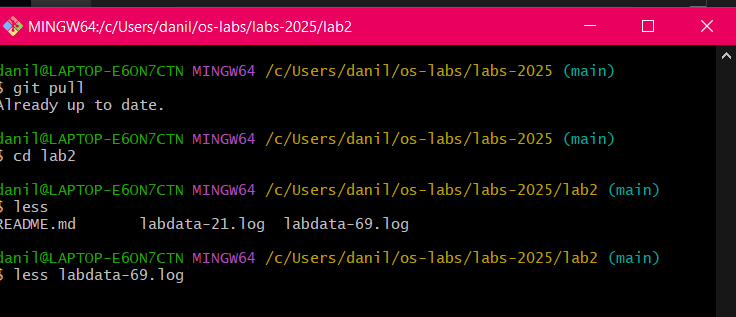 MINGW64:/c/Users/danil/os-labs/labs-2025/lab2
danil@LAPTOP-E6ON7CTN MINGW64 /c/Users/danil/os-labs/labs-2025 (main)
$ git pull
Already up to date.
danil@LAPTOP-E6ON7CTN MINGW64 /c/Users/danil/os-labs/labs-2025 (main)
$ cd lab2
danil@LAPTOP-E6ON7CTN MINGW64 /c/Users/danil/os-labs/labs-2025/lab2 (main)
$ less
README.md labdata-21.log labdata-69.log
danil@LAPTOP-E6ON7CTN MINGW64 /c/Users/danil/os-labs/labs-2025/lab2 (main)
$ less labdata-69.log